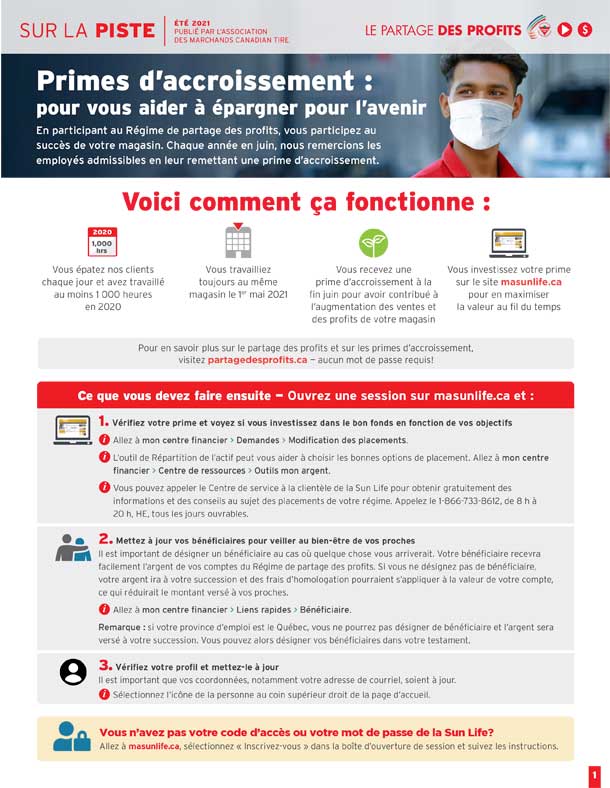 SUR LA PISTE
ÉTÉ 2021
PUBLIÉ PAR L'ASSOCIATION
DES MARCHANDS CANADIAN TIRE.
LE PARTAGE DES PROFITS
$
Primes d'accroissement :
pour vous aider à épargner pour l'avenir
En participant au Régime de partage des profits, vous participez au
succès de votre magasin. Chaque année en juin, nous remercions les
employés admissibles en leur remettant une prime d'accroissement.
Voici comment ça fonctionne :
2020
1,000
hrs
Vous épatez nos clients
chaque jour et avez travaillé
au moins 1 000 heures
en 2020
Vous travailliez
toujours au même
magasin le 1er mai 2021
Vous recevez une
prime d'accroissement à la
fin juin pour avoir contribué à
l'augmentation des ventes et
des profits de votre magasin
Vous investissez votre prime
sur le site masunlife.ca
pour en maximiser
la valeur au fil du temps
Pour en savoir plus sur le partage des profits et sur les primes d'accroissement,
visitez partagedesprofits.ca – aucun mot de passe requis!
Ce que vous devez faire ensuite – Ouvrez une session sur masunlife.ca et :
1. Vérifiez votre prime et voyez si vous investissez dans le bon fonds en fonction de vos objectifs
i Allez à mon centre financier > Demandes > Modification des placements.
i L'outil de Répartition de l'actif peut vous aider à choisir les bonnes options de placement. Allez à mon centre
financier > Centre de ressources > Outils mon argent.
i Vous pouvez appeler le Centre de service à la clientèle de la Sun Life pour obtenir gratuitement des
informations et des conseils au sujet des placements de votre régime. Appelez le 1-866-733-8612, de 8 h à
20 h, HE, tous les jours ouvrables.
2. Mettez à jour vos bénéficiaires pour veiller au bien-être de vos proches
Il est important de désigner un bénéficiaire au cas où quelque chose vous arriverait. Votre bénéficiaire recevra
facilement l'argent de vos comptes du Régime de partage des profits. Si vous ne désignez pas de bénéficiaire,
votre argent ira à votre succession et des frais d'homologation pourraient s'appliquer à la valeur de votre compte,
ce qui réduirait le montant versé à vos proches.
i Allez à mon centre financier > Liens rapides > Bénéficiaire.
Remarque : si votre province d'emploi est le Québec, vous ne pourrez pas désigner de bénéficiaire et l'argent sera
versé à votre succession. Vous pouvez alors désigner vos bénéficiaires dans votre testament.
3. Vérifiez votre profil et mettez-le à jour
Il est important que vos coordonnées, notamment votre adresse de courriel, soient à jour.
i Sélectionnez l'icône de la personne au coin supérieur droit de la page d'accueil.
Vous n'avez pas votre code d'accès ou votre mot de passe de la Sun Life?
Allez à masunlife.ca, sélectionnez « Inscrivez-vous » dans la boîte d'ouverture de session et suivez les instructions.
1